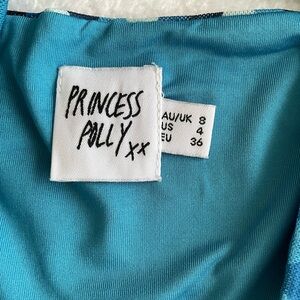 PRINCESS
POLLY xx
AU/UK 8
US 4
EU 36